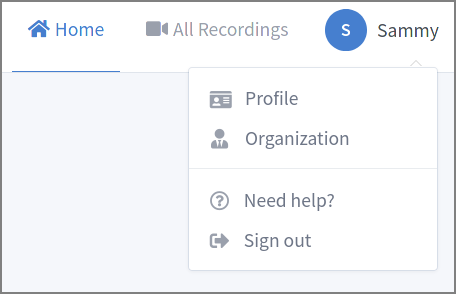 Home All Recordings S Sammy
Profile
Organization
Need help?
Sign out